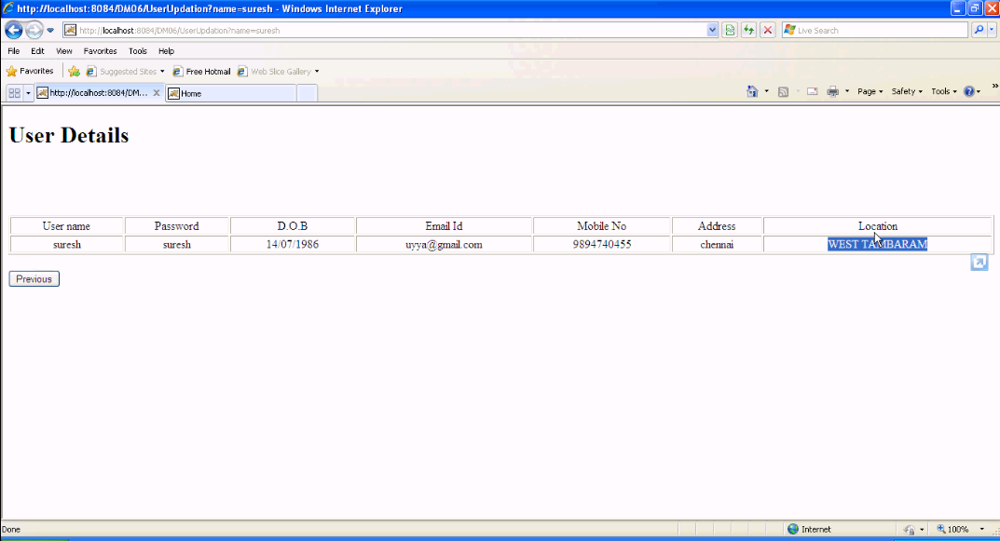 http://localhost:8084/DM06/UserUpdation?name=suresh - Windows Internet Explorer
http://localhost:8084/DM06/UserUpdation?name=suresh Live Search
File Edit View Favorites Tools Help
Favorites Suggested Sites Free Hotmail Web Slice Gallery
http://localhost:8084/DM... Home Page Safety Tools
User Details
User name Password D.O.B Email Id Mobile No Address Location
suresh suresh 14/07/1986 uyya@gmail.com 9894740455 chennai WEST TAMBARAM
Previous
Done Internet 100%